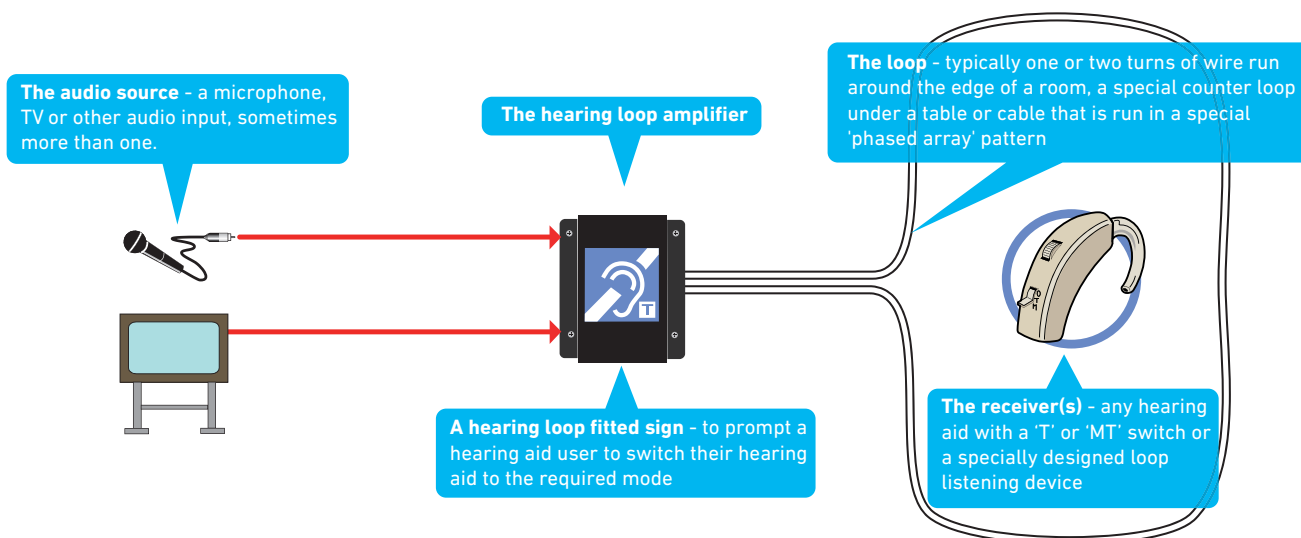 The audio source - a microphone,
TV or other audio input, sometimes
more than one.
The hearing loop amplifier
The loop - typically one or two turns of wire run
around the edge of a room, a special counter loop
under a table or cable that is run in a special
'phased array' pattern
T
O
T
M
A hearing loop fitted sign - to prompt a
hearing aid user to switch their hearing
aid to the required mode
The receiver(s) - any hearing
aid with a ‘T’ or ‘MT’ switch or
a specially designed loop
listening device